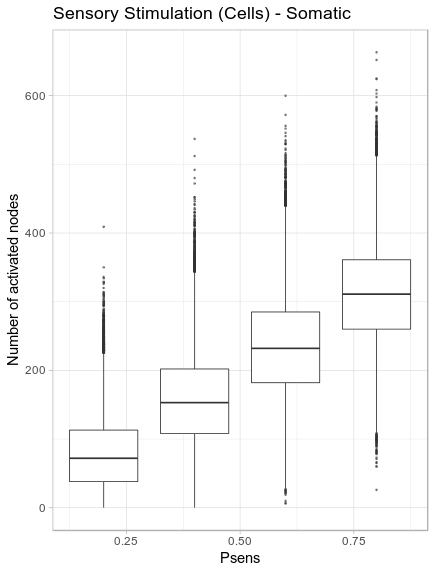 Sensory Stimulation (Cells) - Somatic
Number of activated nodes
600
400
200
0
0.25 0.50 0.75
Psens